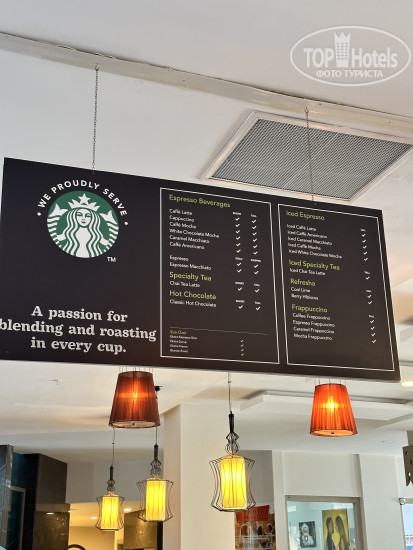 TOPHotels
ФОТО ТУРИСТА
WE PROUDLY SERVE
TM
A passion for
blending and roasting
in every cup.
Espresso Beverages
Caffè Latte
Cappuccino
Caffè Mocha
White Chocolate Mocha
Caramel Macchiato
Caffè Americano
Espresso
Espresso Macchiato
Specialty Tea
Chai Tea Latte
Hot Chocolate
Classic Hot Chocolate
Iced Espresso
Iced Caffè Latte
Iced Caffè Americano
Iced Caramel Macchiato
Iced Caffè Mocha
Iced White Chocolate Mocha
Iced Specialty Tea
Iced Chai Tea Latte
Refresha
Cool Lime
Berry Hibiscus
Frappuccino
Coffee Frappuccino
Espresso Frappuccino
Caramel Frappuccino
Mocha Frappuccino